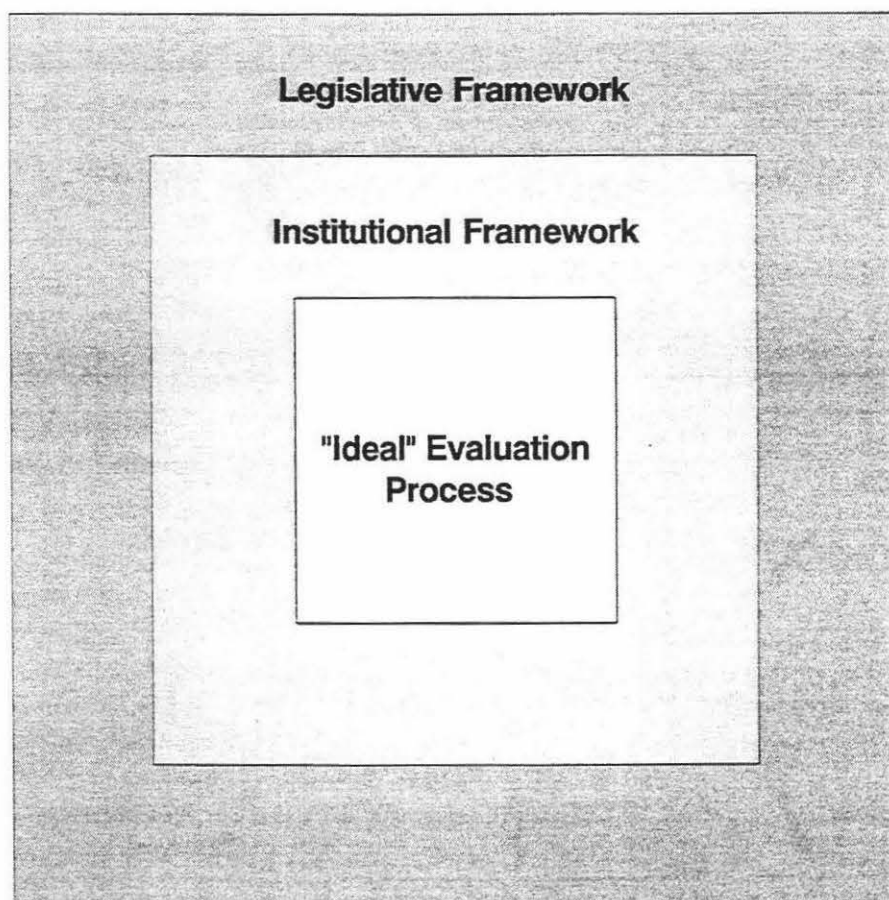 Legislative Framework
Institutional Framework
"Ideal" Evaluation
Process